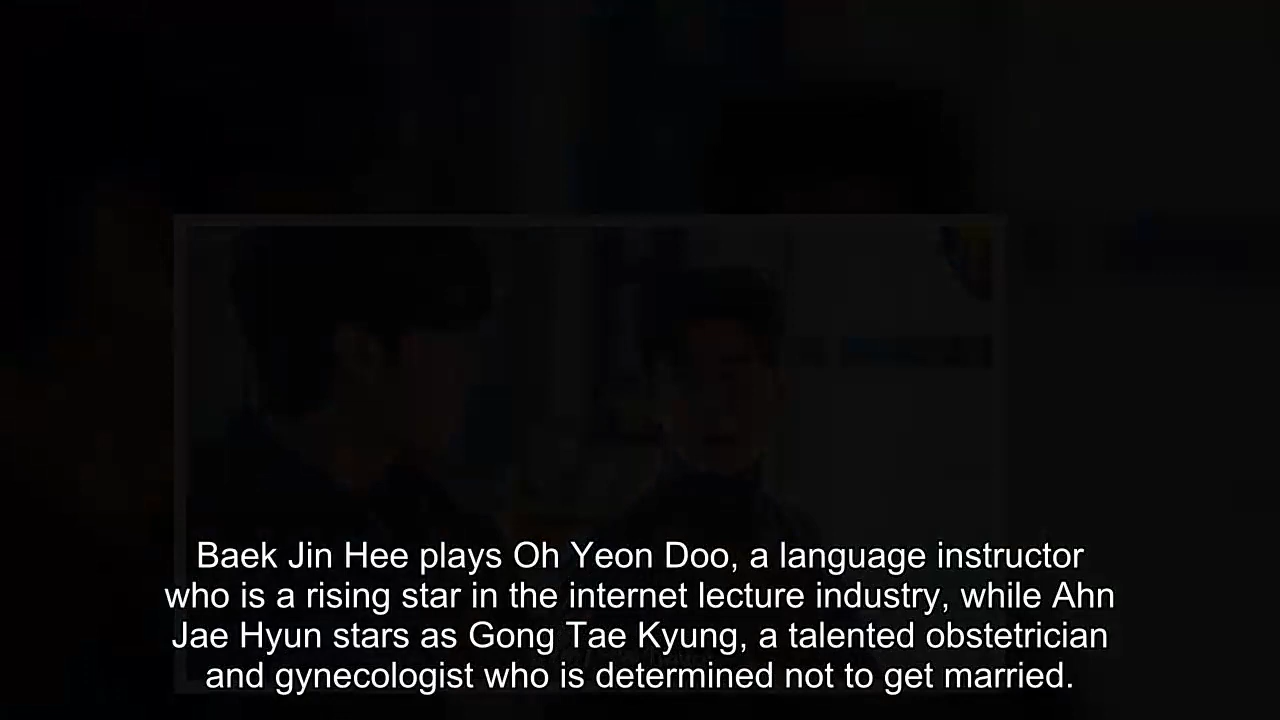 Baek Jin Hee plays Oh Yeon Doo, a language instructor
who is a rising star in the internet lecture industry, while Ahn
Jae Hyun stars as Gong Tae Kyung, a talented obstetrician
and gynecologist who is determined not to get married.